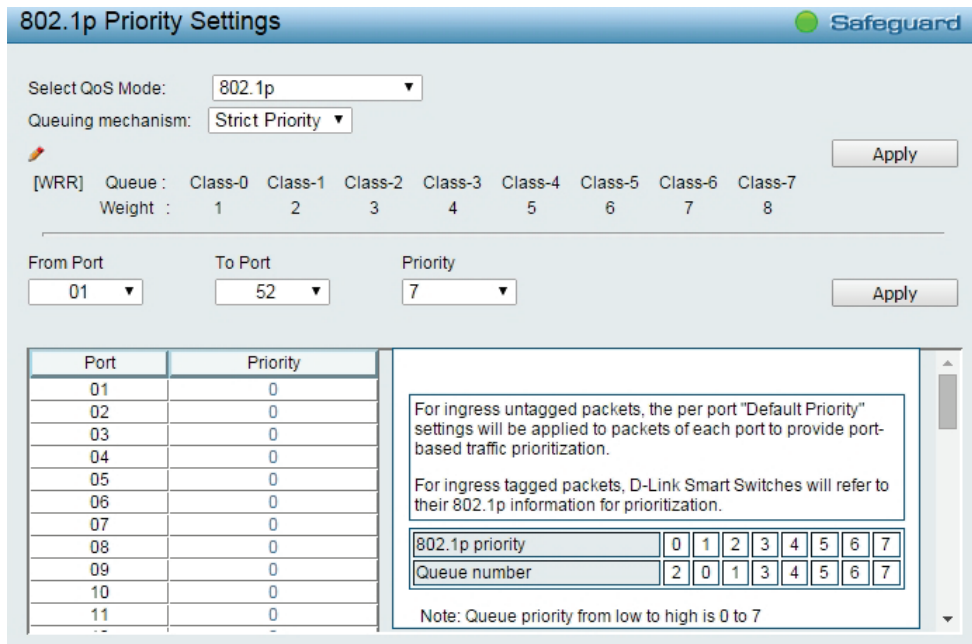 802.1p Priority Settings
Safeguard
Select QoS Mode: 802.1p
Queuing mechanism: Strict Priority
Apply
[WRR] Queue : Class-0 Class-1 Class-2 Class-3 Class-4 Class-5 Class-6 Class-7
Weight : 1 2 3 4 5 6 7 8
From Port To Port Priority
01 52 7 Apply
Port Priority
01 0
02 0
03 0
04 0
05 0
06 0
07 0
08 0
09 0
10 0
11 0
For ingress untagged packets, the per port "Default Priority"
settings will be applied to packets of each port to provide port-
based traffic prioritization.
For ingress tagged packets, D-Link Smart Switches will refer to
their 802.1p information for prioritization.
802.1p priority 0 1 2 3 4 5 6 7
Queue number 2 0 1 3 4 5 6 7
Note: Queue priority from low to high is 0 to 7